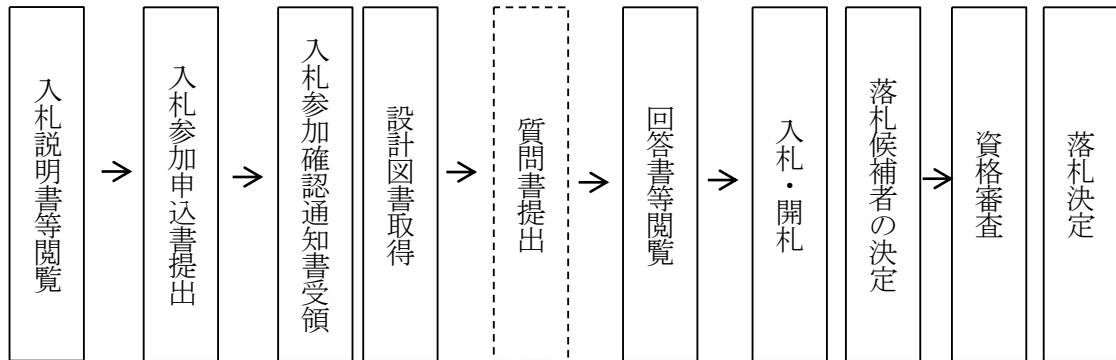 入札説明書等閲覧
入札参加申込書提出
入札参加確認通知書受領
設計図書取得
質問書提出
回答書等閲覧
入札・開札
落札候補者の決定
資格審査
落札決定